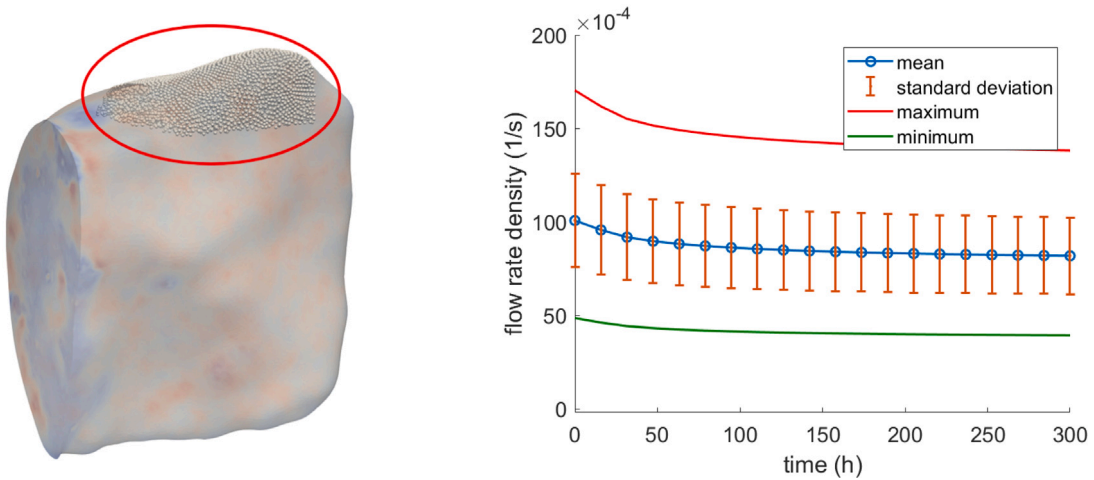 ×10⁻⁴
200
150
100
50
0
flow rate density (1/s)
mean
standard deviation
maximum
minimum
0 50 100 150 200 250 300
time (h)